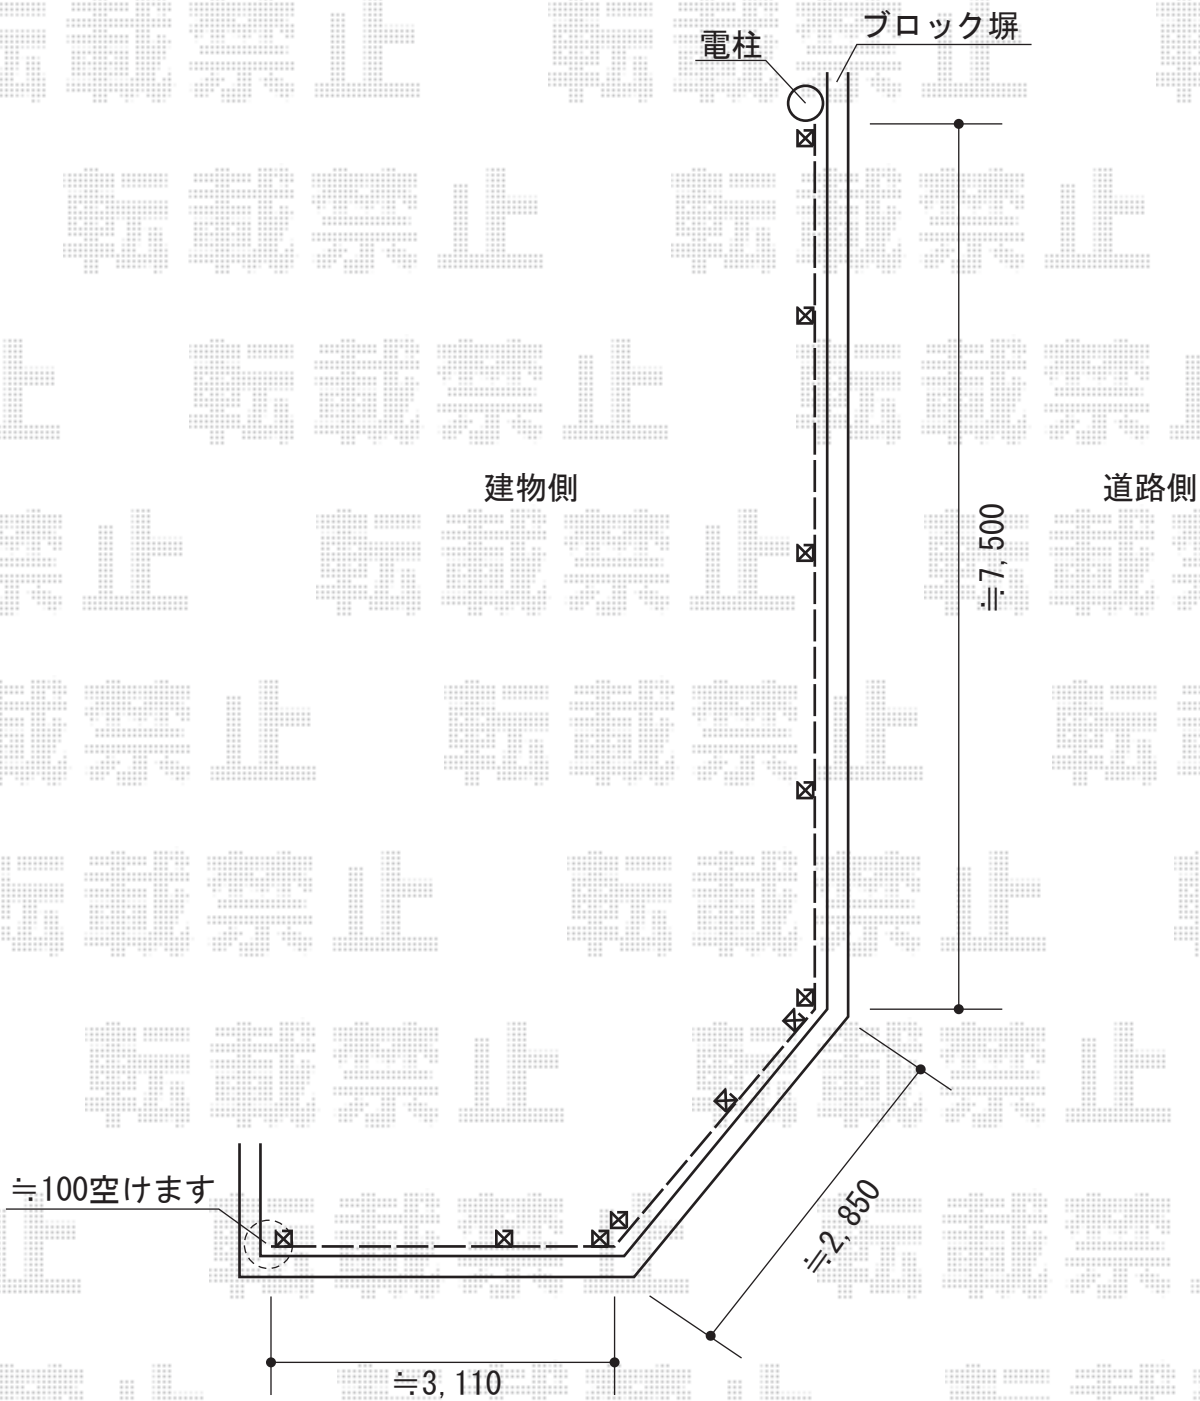 ブロック塀
電柱
建物側
道路側
≒7,500
≒100空けます
≒2,850
≒3,110
転載禁止